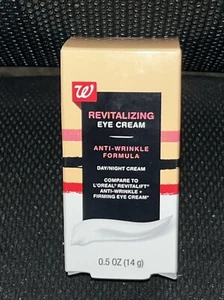 W
REVITALIZING
EYE CREAM
ANTI-WRINKLE
FORMULA
DAY/NIGHT CREAM
COMPARE TO
L'OREAL® REVITALIFT®
ANTI-WRINKLE +
FIRMING EYE CREAM*
0.5 OZ (14 g)